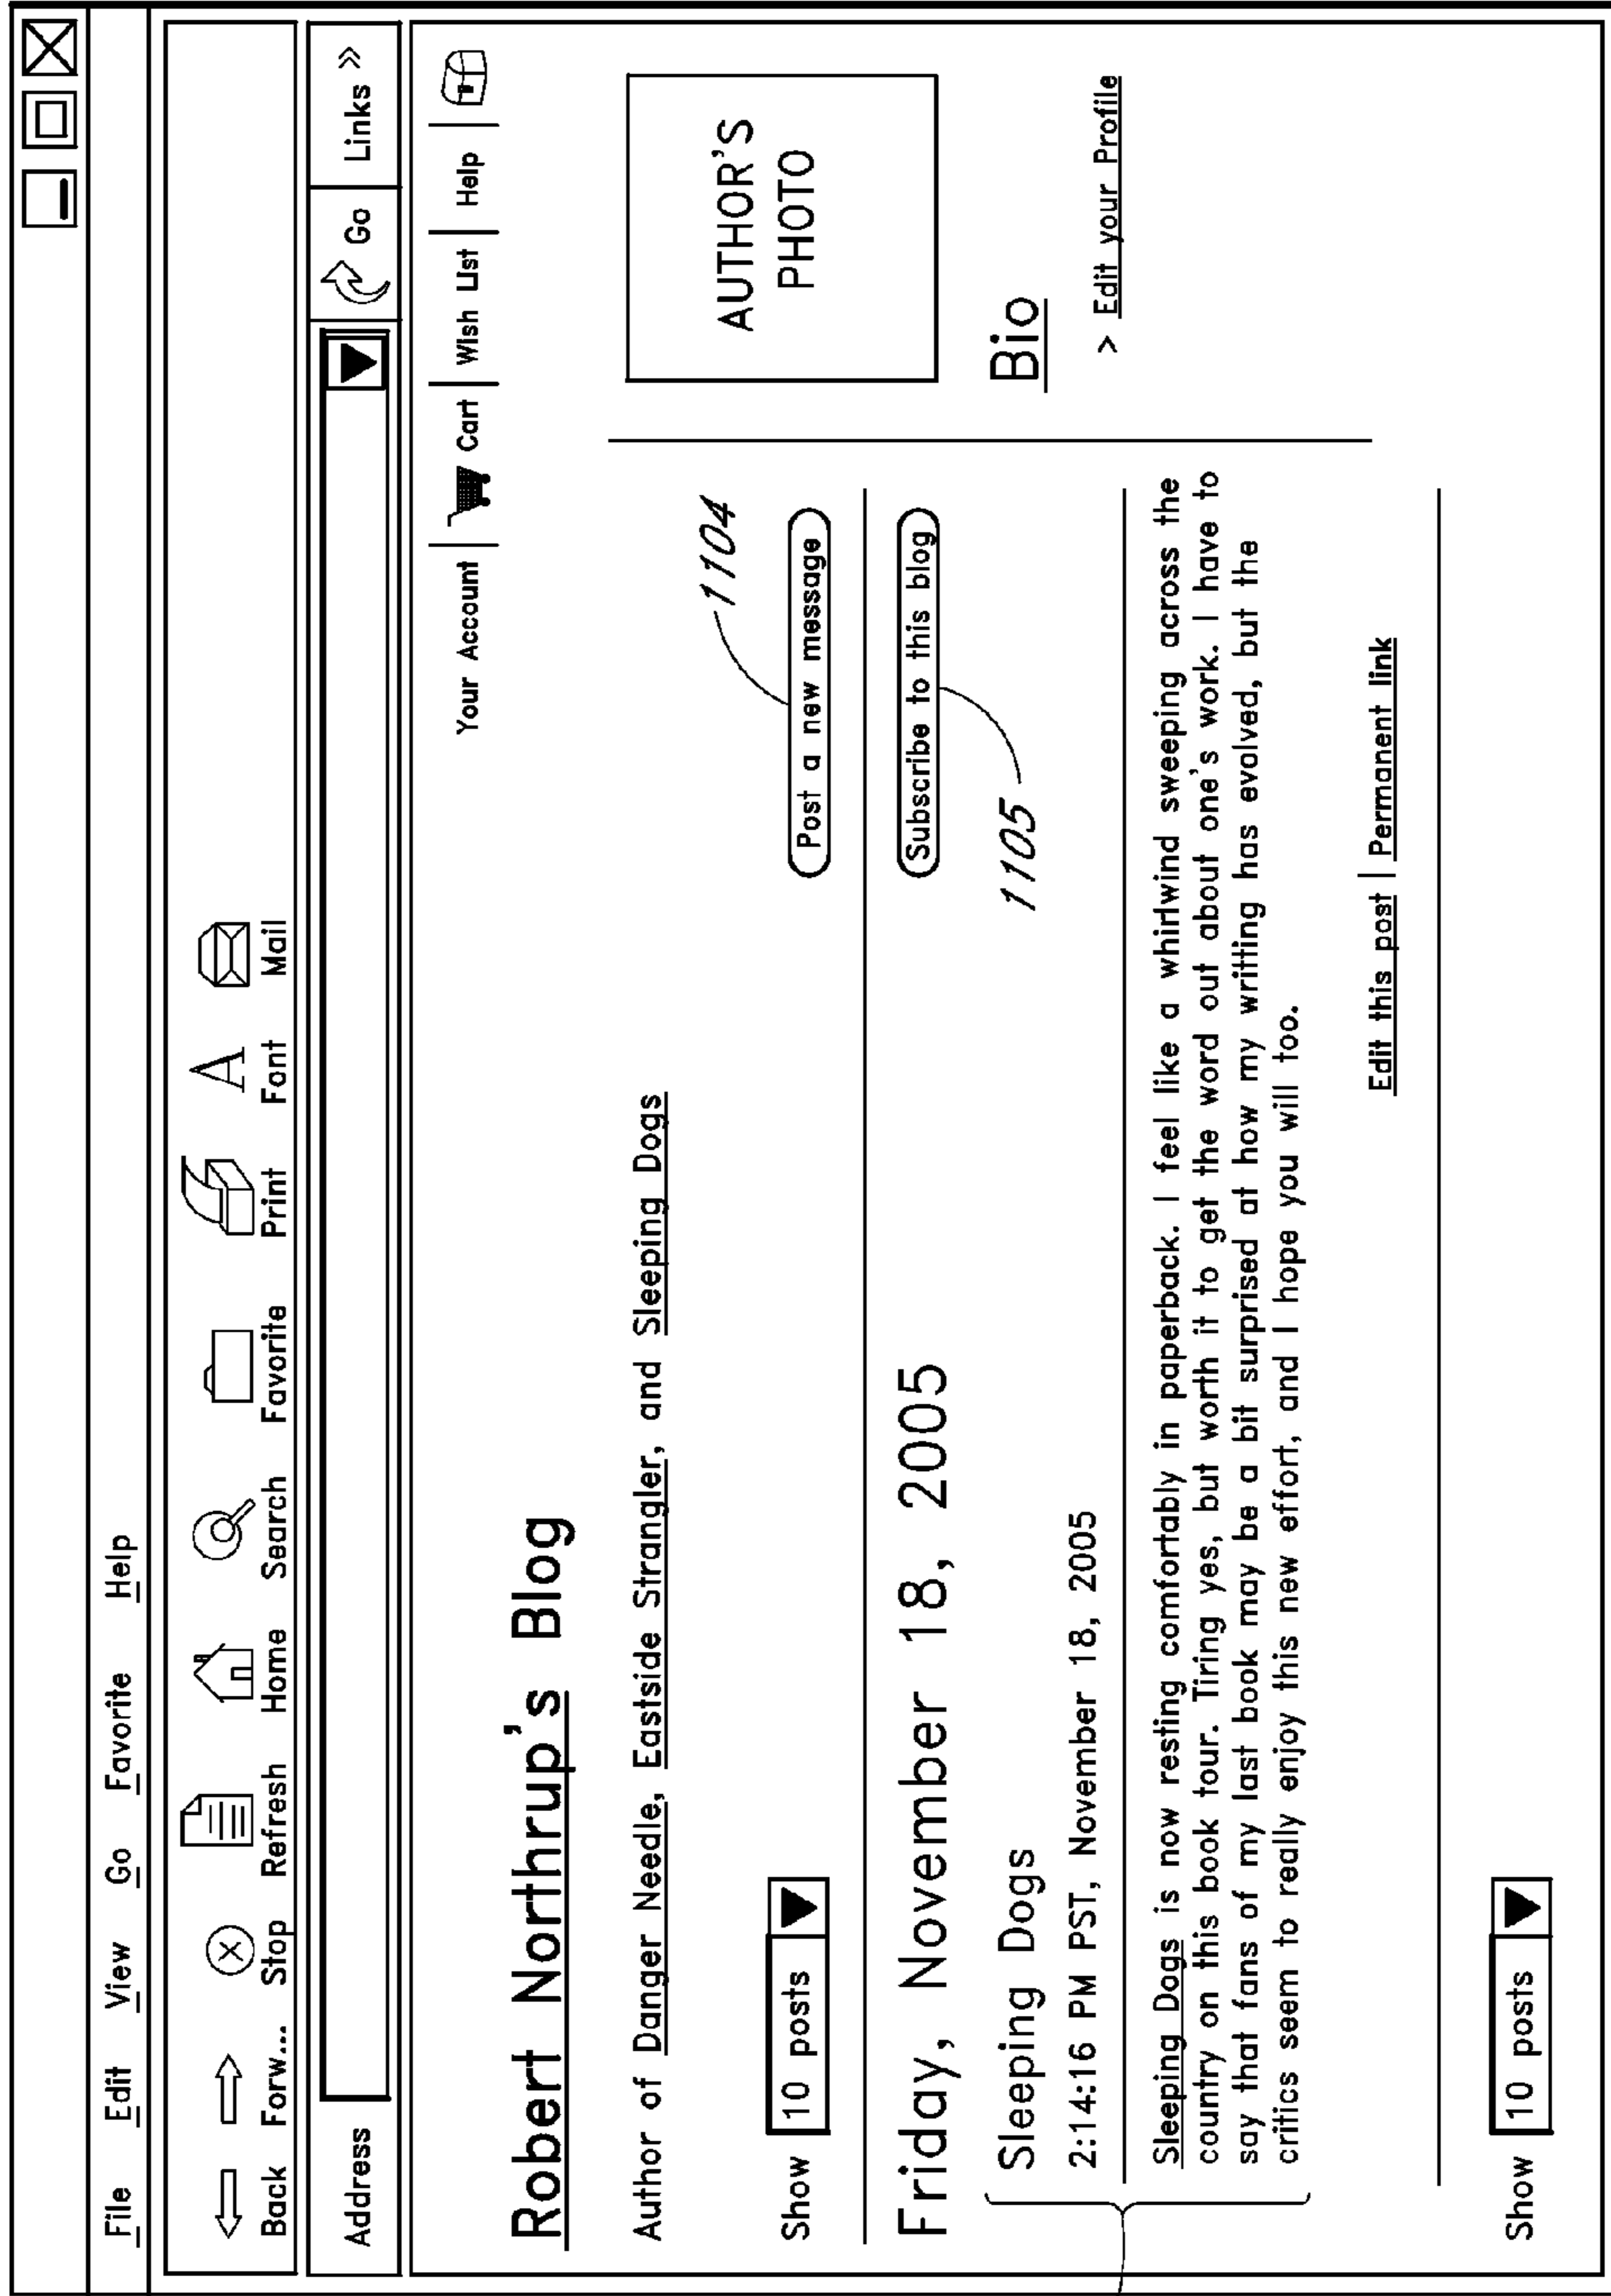 File Edit View Go Favorite Help
Back Forw... Stop Refresh Home Search Favorite Print Font Mail
Address Go Links »
Your Account | Cart | Wish List | Help |
Robert Northrup's Blog
Author of Danger Needle, Eastside Strangler, and Sleeping Dogs
AUTHOR'S
PHOTO
1104
Show 10 posts Post a new message
Friday, November 18, 2005 Subscribe to this blog
Bio
Sleeping Dogs 1105
2:14:16 PM PST, November 18, 2005
> Edit your Profile
Sleeping Dogs is now resting comfortably in paperback. I feel like a whirlwind sweeping across the
country on this book tour. Tiring yes, but worth it to get the word out about one's work. I have to
say that fans of my last book may be a bit surprised at how my writting has evolved, but the
critics seem to really enjoy this new effort, and I hope you will too.
Edit this post | Permanent link
Show 10 posts